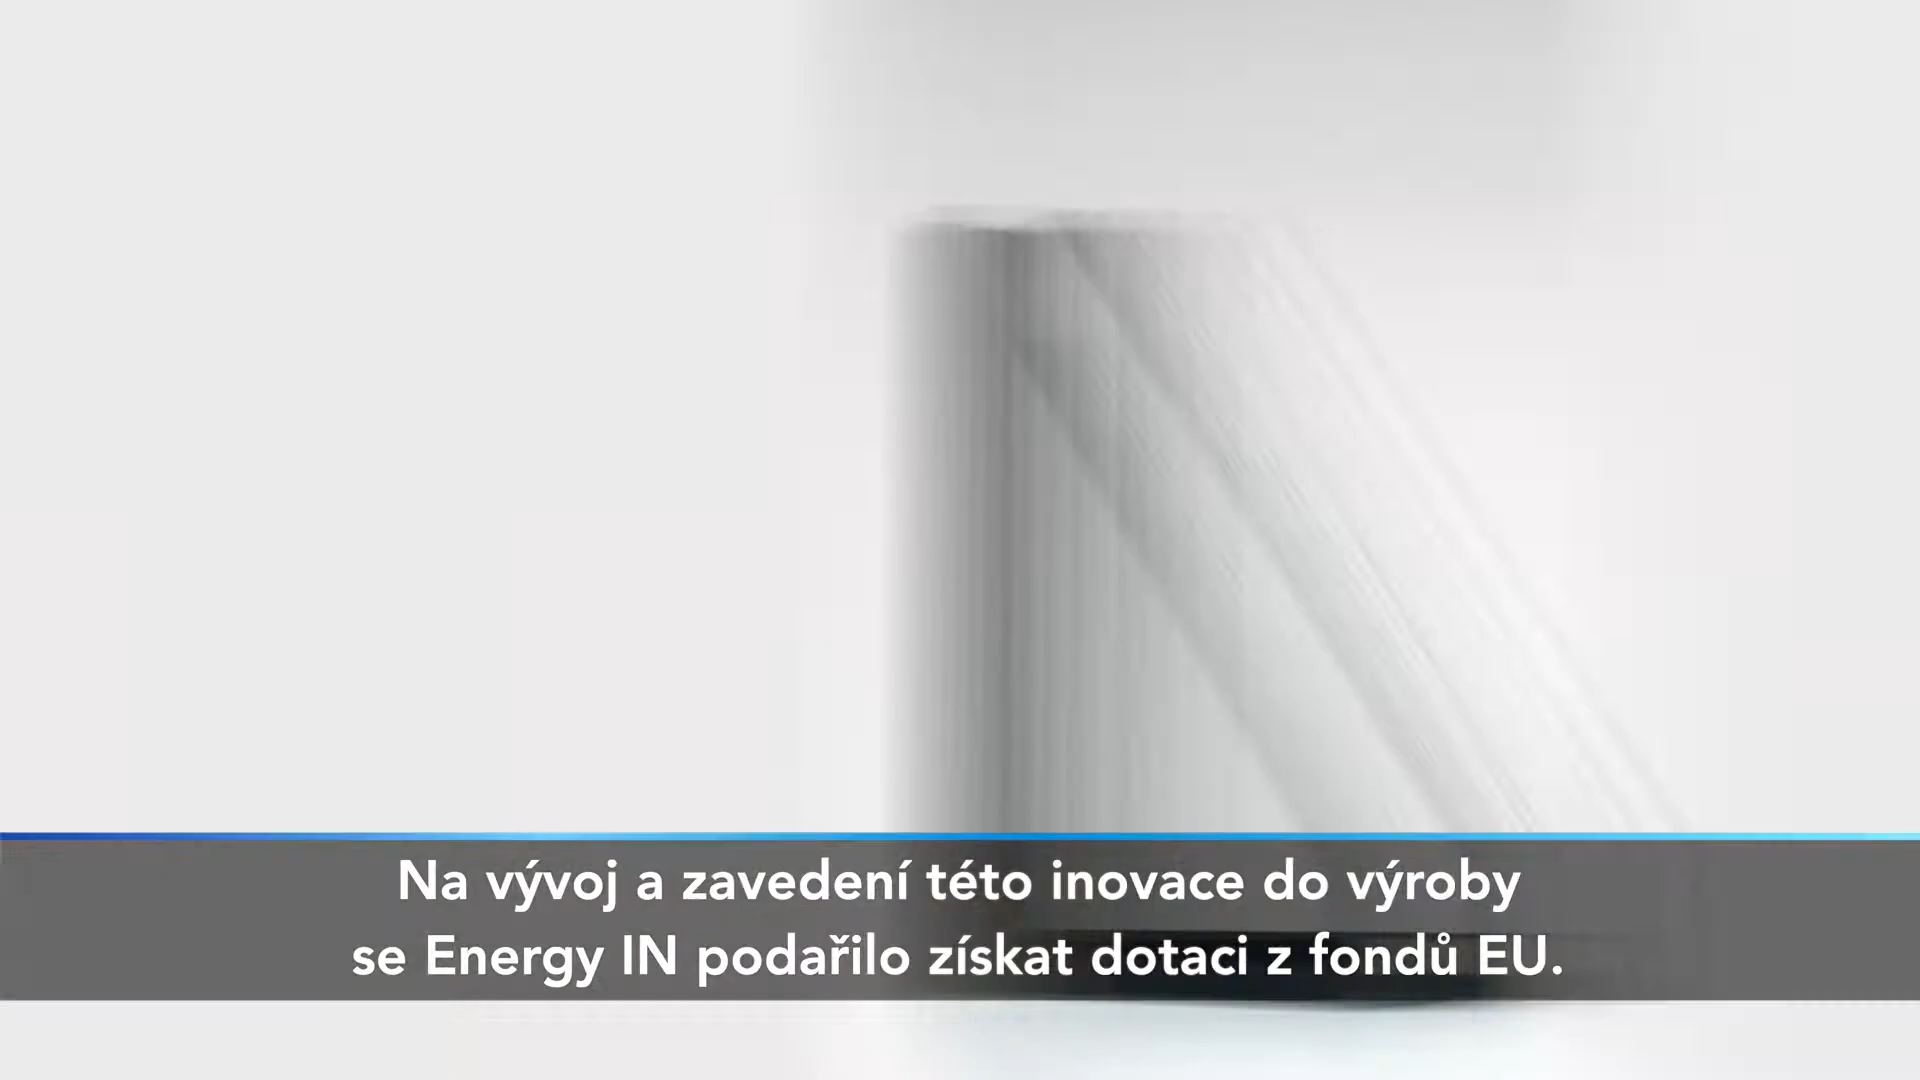 Na vývoj a zavedení této inovace do výroby
se Energy IN podařilo získat dotaci z fondů EU.